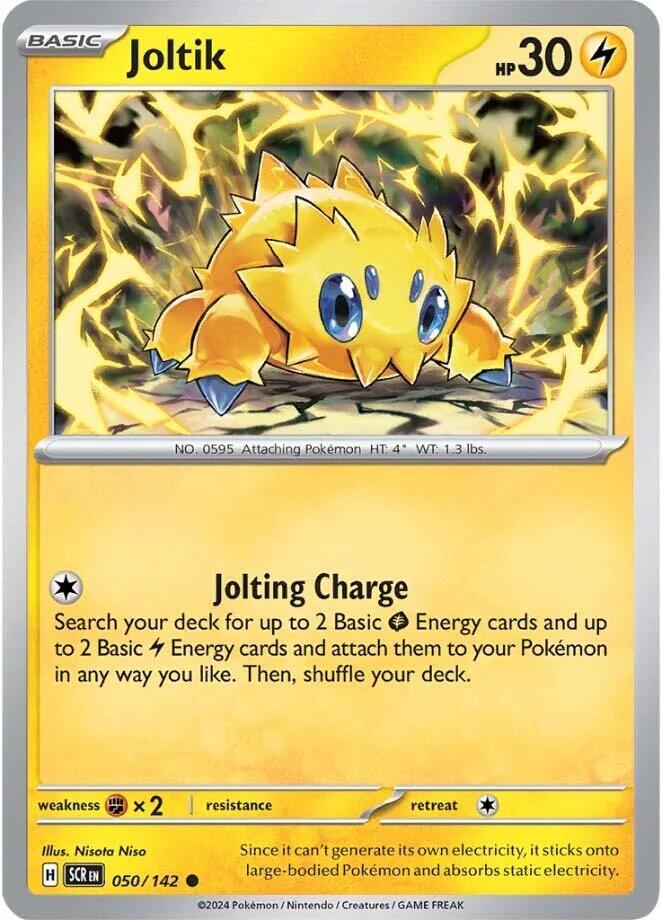 BASIC Joltik HP 30
NO. 0595 Attaching Pokémon HT: 4" WT: 1.3 lbs.
Jolting Charge
Search your deck for up to 2 Basic Energy cards and up
to 2 Basic Energy cards and attach them to your Pokémon
in any way you like. Then, shuffle your deck.
weakness × 2 resistance retreat
Illus. Nisota Niso
H SCR EN 050/142
Since it can't generate its own electricity, it sticks onto
large-bodied Pokémon and absorbs static electricity.
©2024 Pokémon / Nintendo / Creatures / GAME FREAK